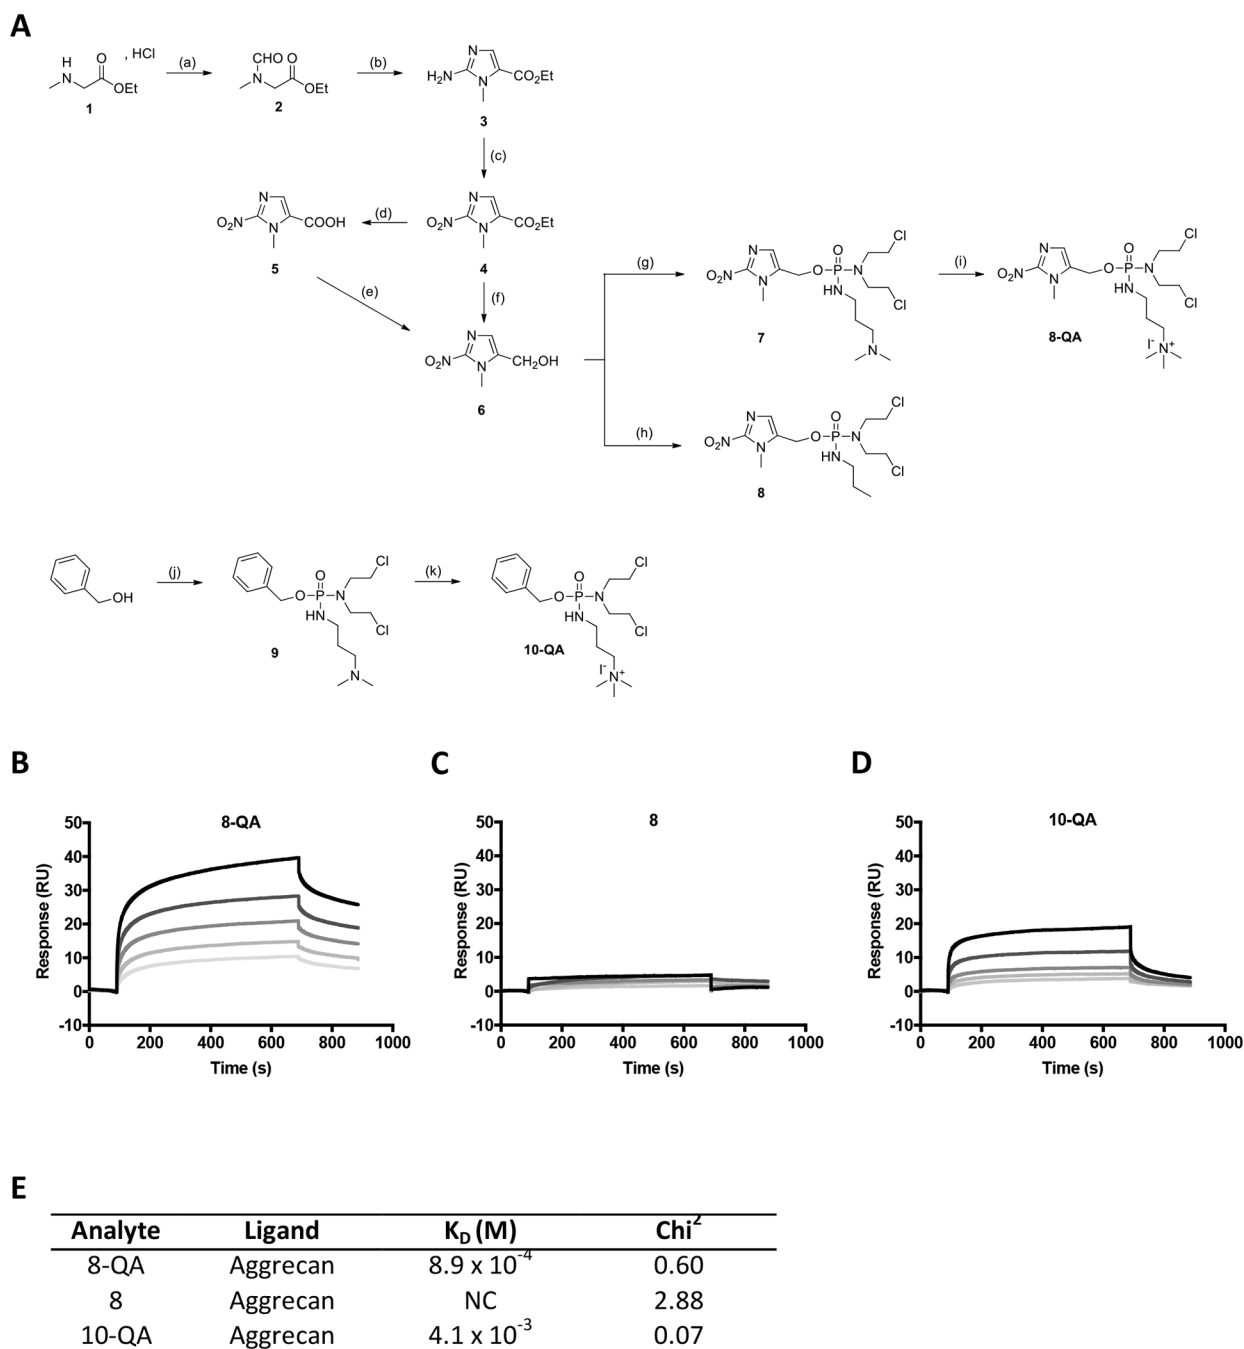 A
H
N
O
OEt
, HCl
1
(a)
CHO
O
N
OEt
2
(b)
N
H₂N
N
CO₂Et
3
(c)
N
O₂N
N
COOH
5
(d)
N
O₂N
N
CO₂Et
4
(e)
(f)
N
O₂N
N
CH₂OH
6
(g)
N
O₂N
N
O
O
P
N
HN
Cl
Cl
N
7
(i)
N
O₂N
N
O
O
P
N
HN
Cl
Cl
I⁻
N⁺
8-QA
(h)
N
O₂N
N
O
O
P
N
HN
Cl
Cl
8
OH
(j)
O
O
P
N
HN
Cl
Cl
N
9
(k)
O
O
P
N
HN
Cl
Cl
I⁻
N⁺
10-QA
B
8-QA
Response (RU)
50
40
30
20
10
0
-10
0 200 400 600 800 1000
Time (s)
C
8
Response (RU)
50
40
30
20
10
0
-10
0 200 400 600 800 1000
Time (s)
D
10-QA
Response (RU)
50
40
30
20
10
0
-10
0 200 400 600 800 1000
Time (s)
E
Analyte Ligand K_D (M) Chi²
8-QA Aggrecan 8.9 x 10⁻⁴ 0.60
8 Aggrecan NC 2.88
10-QA Aggrecan 4.1 x 10⁻³ 0.07